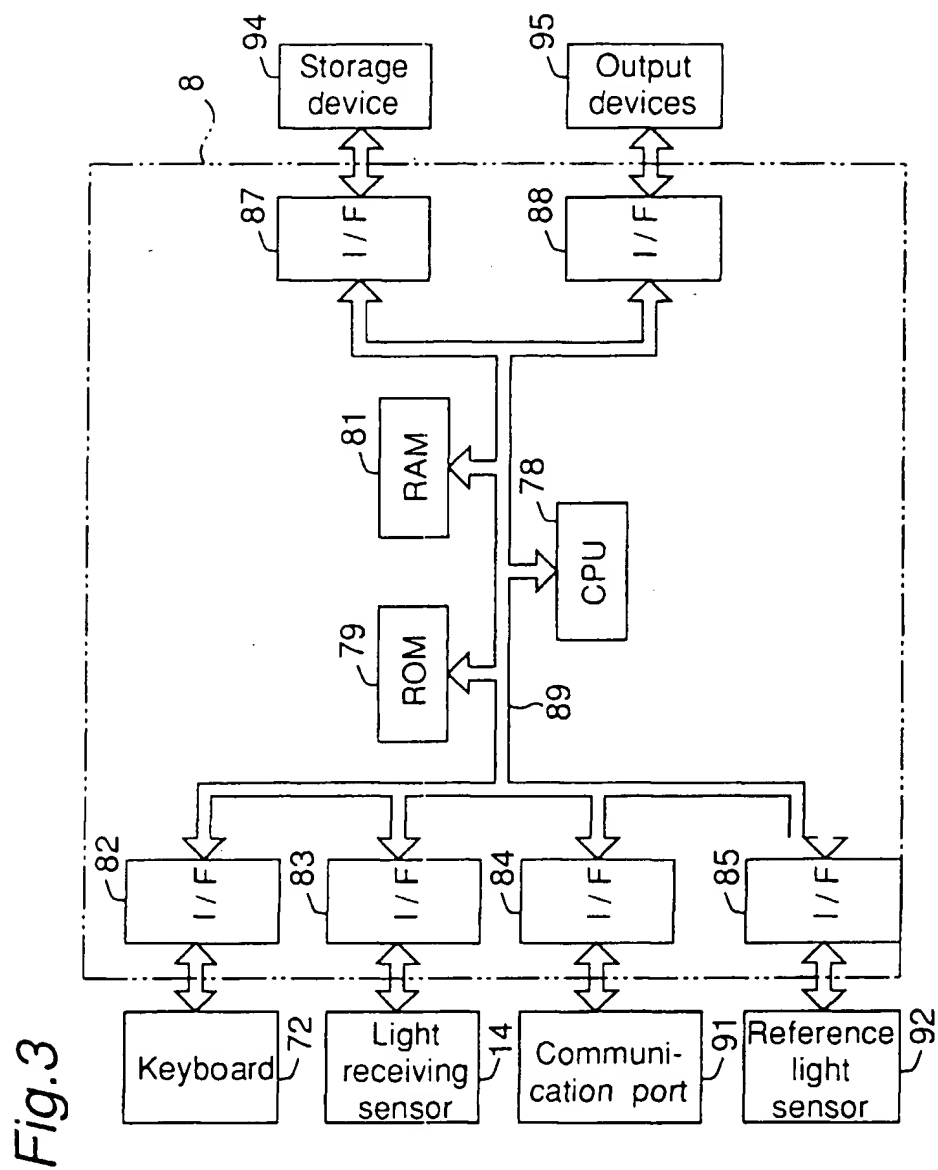 Fig.3
8
94
Storage
device
95
Output
devices
87
I/F
88
I/F
81
RAM
78
CPU
79
ROM
89
82
I/F
83
I/F
84
I/F
85
I/F
Keyboard
72
Light
receiving
sensor
14
Communi-
cation port
91
Reference
light
sensor
92